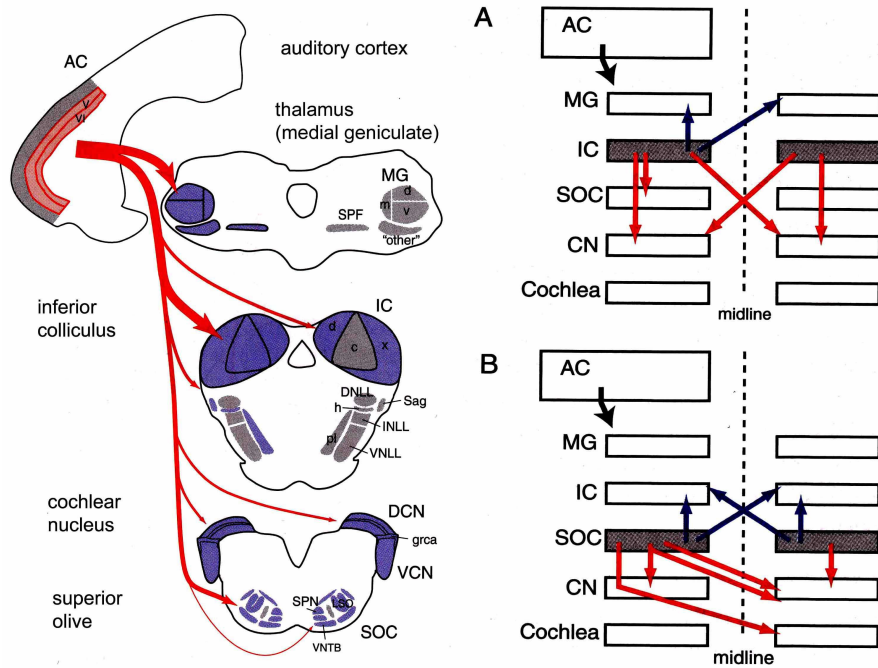 AC
auditory cortex
V
VI
thalamus
(medial geniculate)
MG
d
m
v
SPF
"other"
inferior
colliculus
IC
d
c
x
DNLL
h
Sag
INLL
pl
VNLL
cochlear
nucleus
DCN
grca
VCN
superior
olive
SPN
LSO
VNTB
SOC
A
AC
MG
IC
SOC
CN
Cochlea
midline
B
AC
MG
IC
SOC
CN
Cochlea
midline